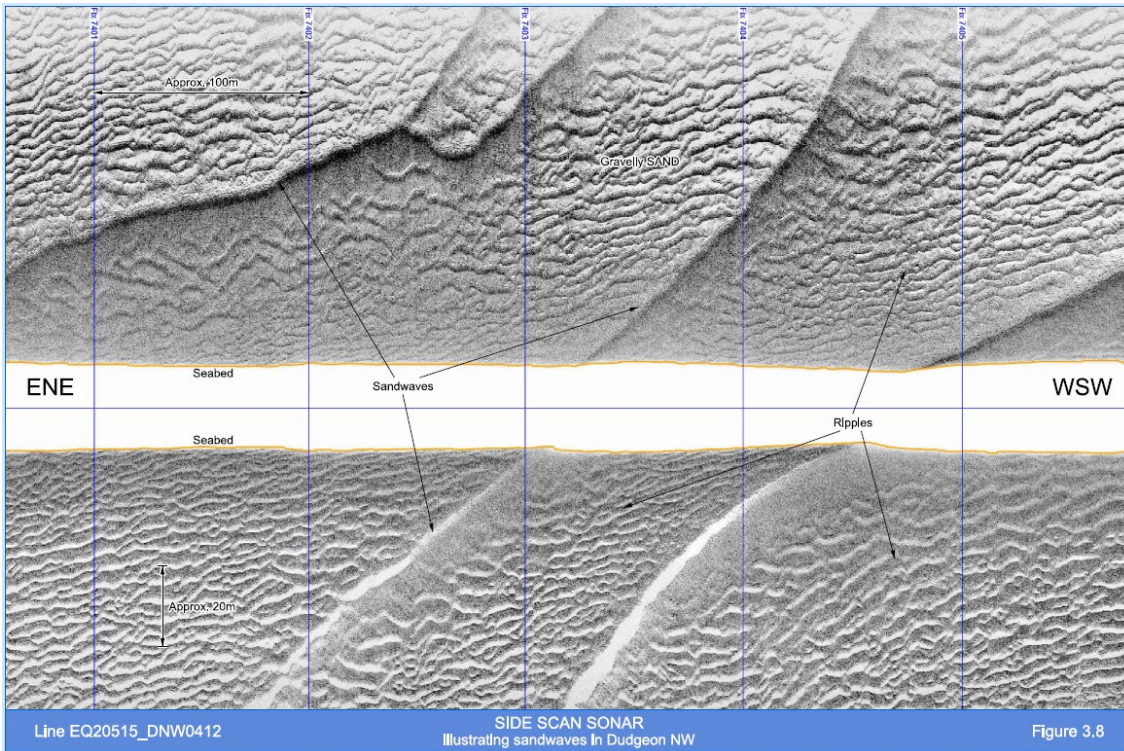 Fix 7401
Fix 7402
Fix 7403
Fix 7404
Fix 7405
Approx. 100m
Gravelly SAND
Seabed
ENE
Sandwaves
WSW
Seabed
Ripples
Approx. 20m
Line EQ20515_DNW0412
SIDE SCAN SONAR
Illustrating sandwaves in Dudgeon NW
Figure 3.8